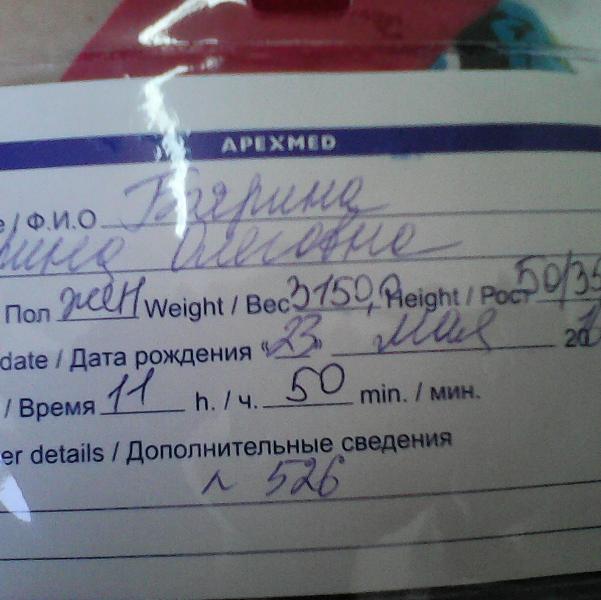 APEXMED
/ Ф.И.О Бярина
Олеговна
Пол жен Weight / Вес 3150, Height / Рост 50/35
date / Дата рождения «23» мая 20
/ Время 11 h. / ч. 50 min. / мин.
er details / Дополнительные сведения
л 526